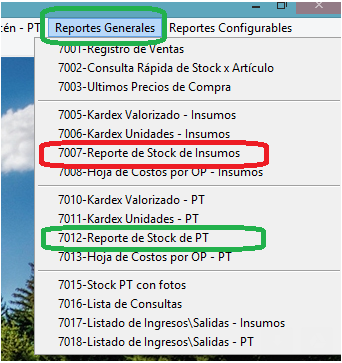 cén - PT Reportes Generales Reportes Configurables
7001-Registro de Ventas
7002-Consulta Rápida de Stock x Artículo
7003-Ultimos Precios de Compra
7005-Kardex Valorizado - Insumos
7006-Kardex Unidades - Insumos
7007-Reporte de Stock de Insumos
7008-Hoja de Costos por OP - Insumos
7010-Kardex Valorizado - PT
7011-Kardex Unidades - PT
7012-Reporte de Stock de PT
7013-Hoja de Costos por OP - PT
7015-Stock PT con fotos
7016-Lista de Consultas
7017-Listado de Ingresos\Salidas - Insumos
7018-Listado de Ingresos\Salidas - PT